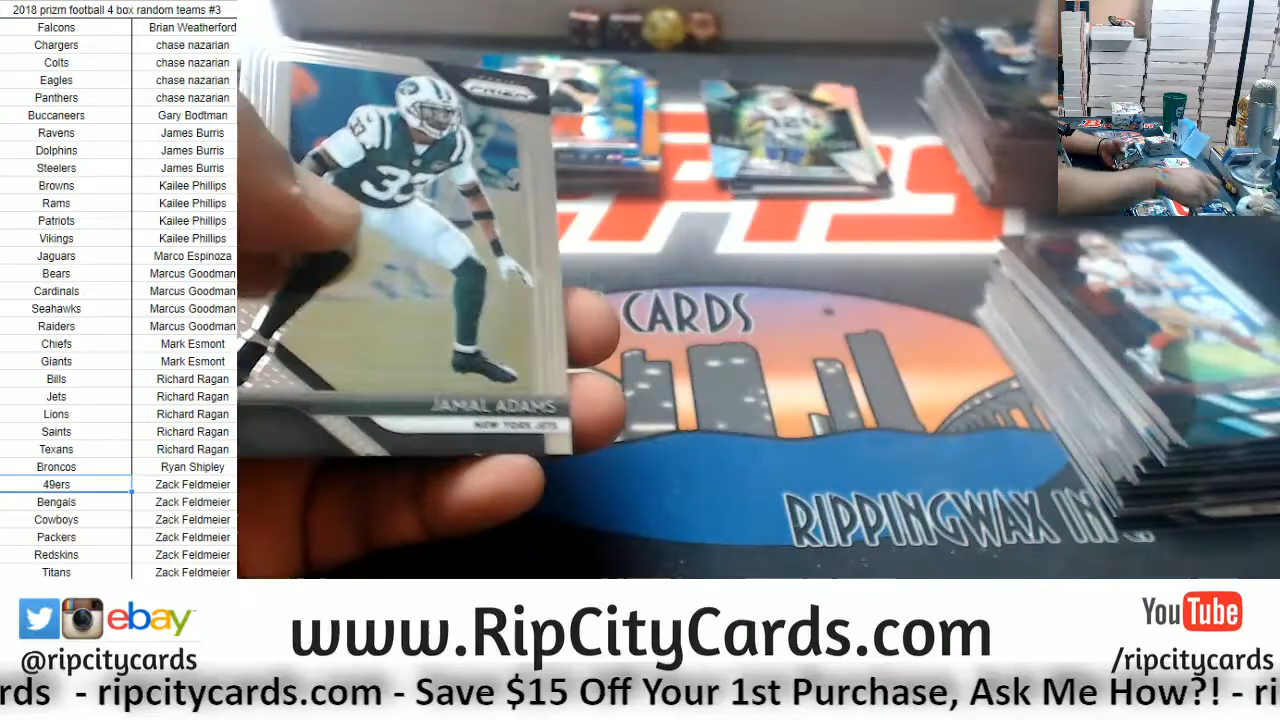 2018 prizm football 4 box random teams #3
Falcons Brian Weatherford
Chargers chase nazarian
Colts chase nazarian
Eagles chase nazarian
Panthers chase nazarian
Buccaneers Gary Bodtman
Ravens James Burris
Dolphins James Burris
Steelers James Burris
Browns Kailee Phillips
Rams Kailee Phillips
Patriots Kailee Phillips
Vikings Kailee Phillips
Jaguars Marco Espinoza
Bears Marcus Goodman
Cardinals Marcus Goodman
Seahawks Marcus Goodman
Raiders Marcus Goodman
Chiefs Mark Esmont
Giants Mark Esmont
Bills Richard Ragan
Jets Richard Ragan
Lions Richard Ragan
Saints Richard Ragan
Texans Richard Ragan
Broncos Ryan Shipley
49ers Zack Feldmeier
Bengals Zack Feldmeier
Cowboys Zack Feldmeier
Packers Zack Feldmeier
Redskins Zack Feldmeier
Titans Zack Feldmeier
PRIZM
33
JAMAL ADAMS
NEW YORK JETS
CARDS
RIPPINGWAX IN
ebay
@ripcitycards
www.RipCityCards.com
YouTube
/ripcitycards
rds - ripcitycards.com - Save $15 Off Your 1st Purchase, Ask Me How?! - ri